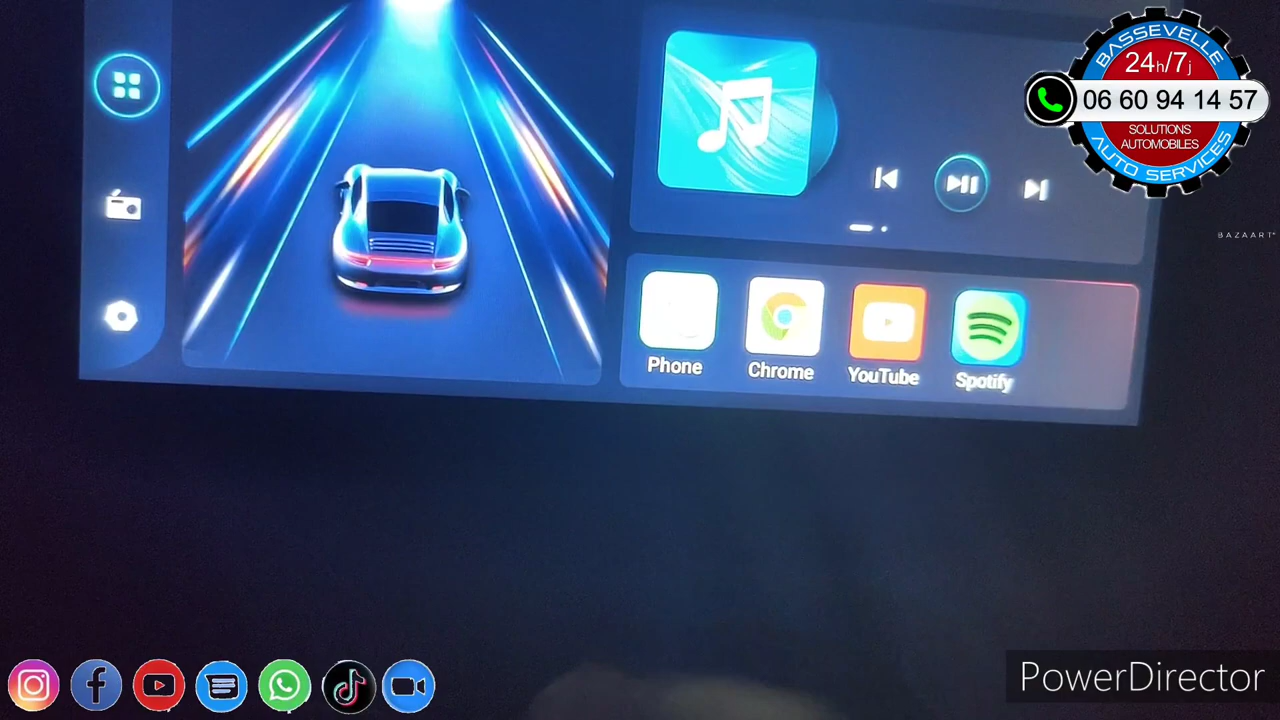 BASSEVELLE
24h/7j
06 60 94 14 57
SOLUTIONS
AUTOMOBILES
AUTO SERVICES
BAZAART
Phone
Chrome
YouTube
Spotify
PowerDirector